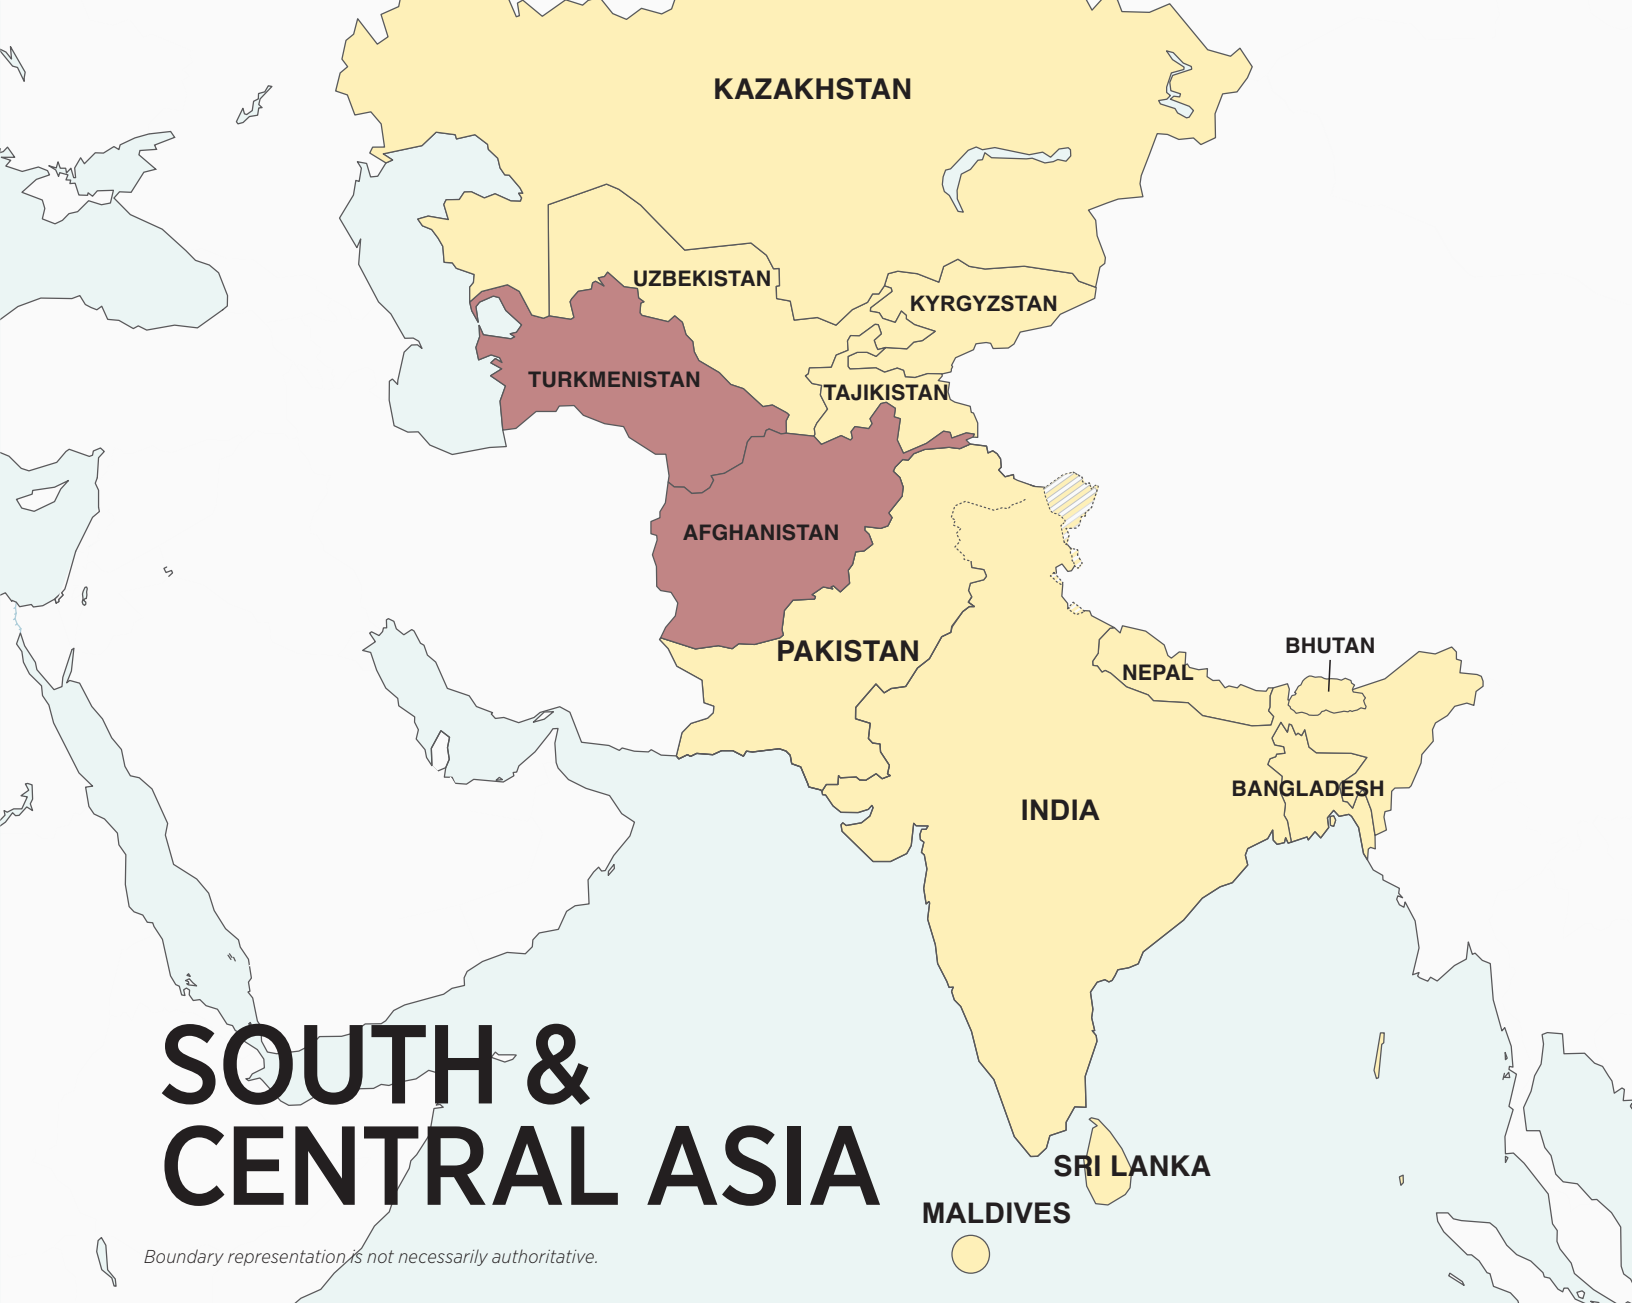 KAZAKHSTAN
UZBEKISTAN
KYRGYZSTAN
TURKMENISTAN
TAJIKISTAN
AFGHANISTAN
PAKISTAN
BHUTAN
NEPAL
BANGLADESH
INDIA
SOUTH &
CENTRAL ASIA
SRI LANKA
MALDIVES
Boundary representation is not necessarily authoritative.